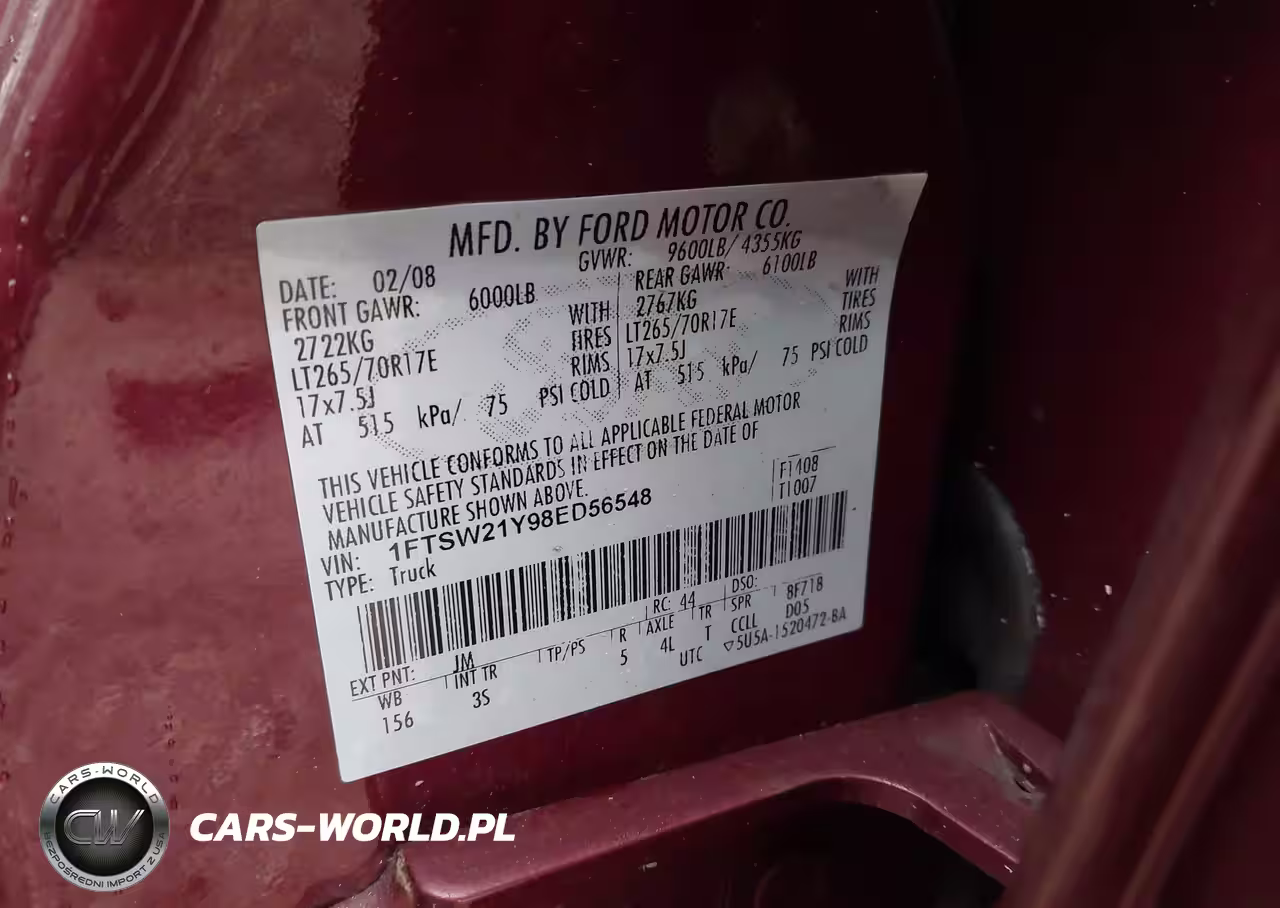 MFD. BY FORD MOTOR CO.
DATE: 02/08
GVWR: 9600LB/ 4355KG
FRONT GAWR: 6000LB
2722KG WITH
LT265/70R17E TIRES
17x7.5J RIMS
AT 515 kPa/ 75 PSI COLD
REAR GAWR: 6100LB
2767KG WITH
LT265/70R17E TIRES
17x7.5J RIMS
AT 515 kPa/ 75 PSI COLD
THIS VEHICLE CONFORMS TO ALL APPLICABLE FEDERAL MOTOR
VEHICLE SAFETY STANDARDS IN EFFECT ON THE DATE OF
MANUFACTURE SHOWN ABOVE.
VIN: 1FTSW21Y98ED56548
TYPE: Truck
F1408
T1007
EXT PNT: JM RC: 44 DSO:
WB INT TR TP/PS R AXLE TR SPR 8F718
156 3S 5 4L T CCLL D05
UTC ▽5U5A-1520472-BA
CARS-WORLD
CW
BEZPOŚREDNI IMPORT Z USA
CARS-WORLD.PL